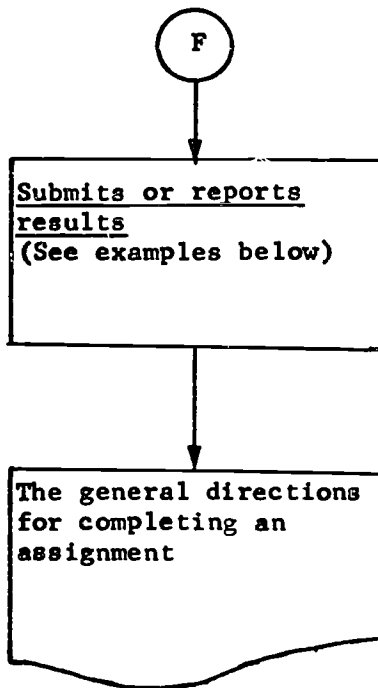 F
Submits or reports
results
(See examples below)
The general directions
for completing an
assignment